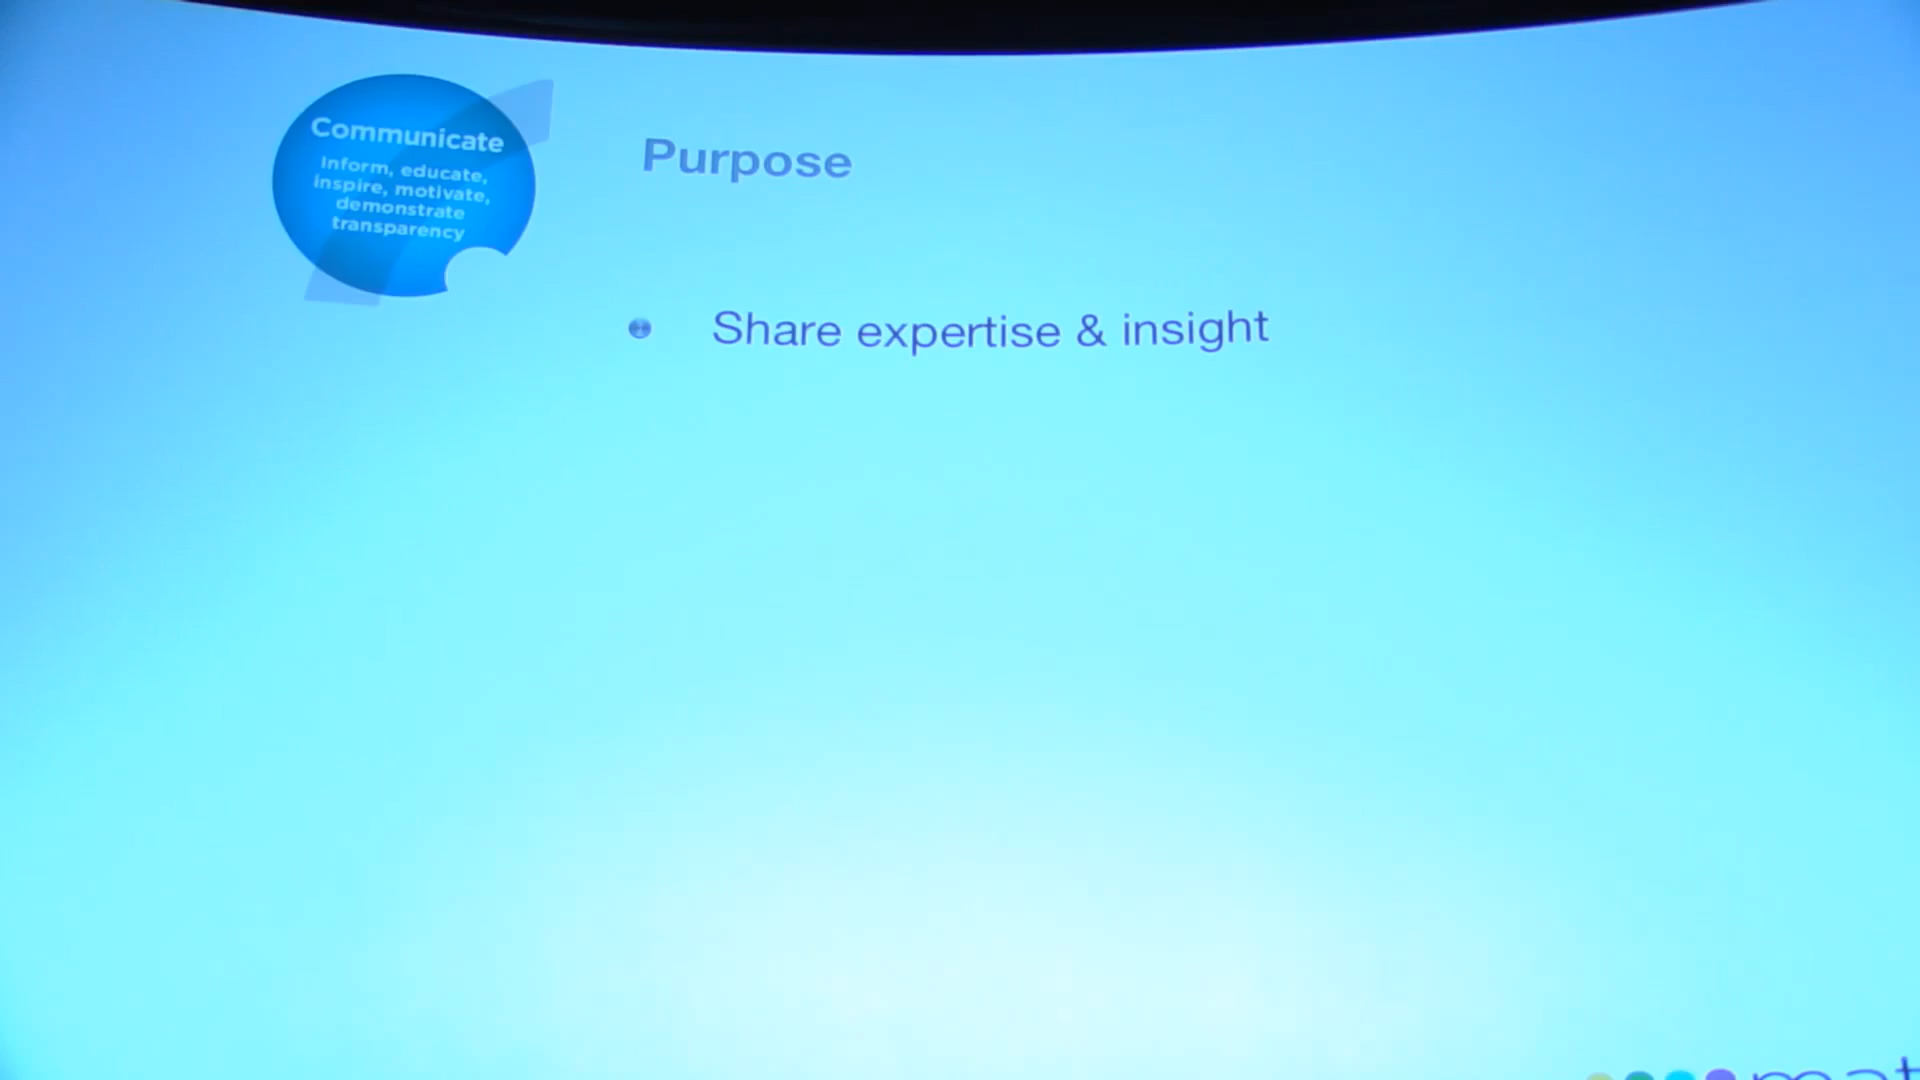 Communicate
Inform, educate,
inspire, motivate,
demonstrate
transparency
Purpose
Share expertise & insight